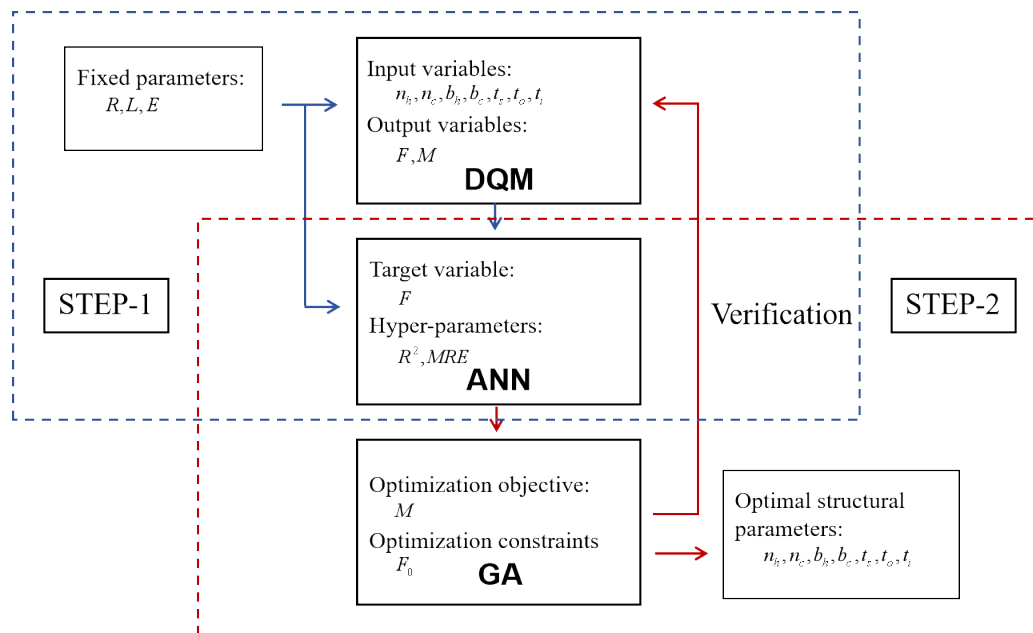 Fixed parameters:
R, L, E
Input variables:
n_h, n_c, b_h, b_c, t_s, t_o, t_i
Output variables:
F, M
DQM
STEP-1
Target variable:
F
Hyper-parameters:
R², MRE
ANN
Verification
STEP-2
Optimization objective:
M
Optimization constraints
F₀
GA
Optimal structural
parameters:
n_h, n_c, b_h, b_c, t_s, t_o, t_i